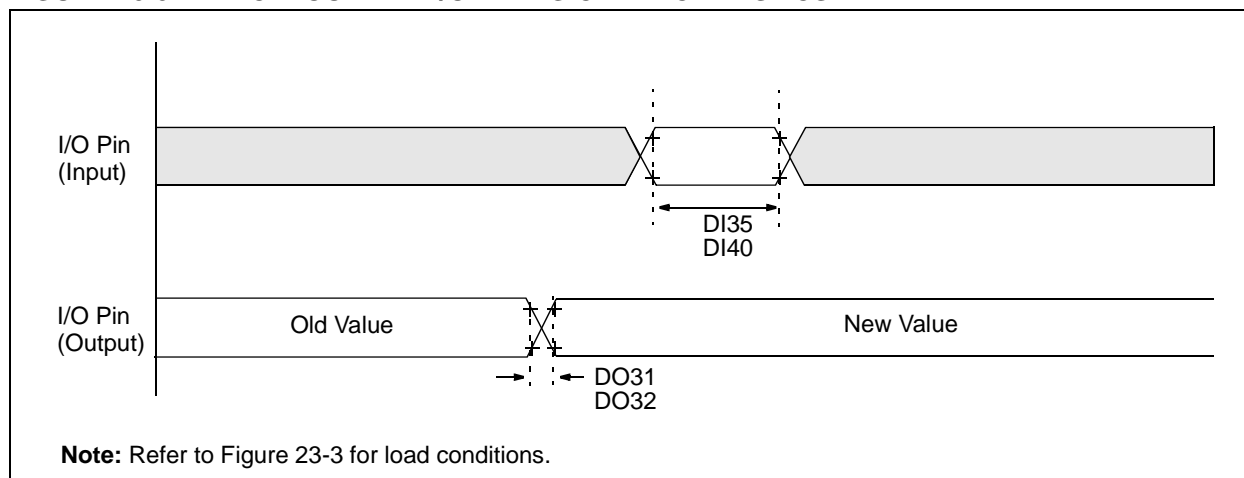 I/O Pin
(Input)
DI35
DI40
I/O Pin
(Output)
Old Value
New Value
DO31
DO32
Note: Refer to Figure 23-3 for load conditions.